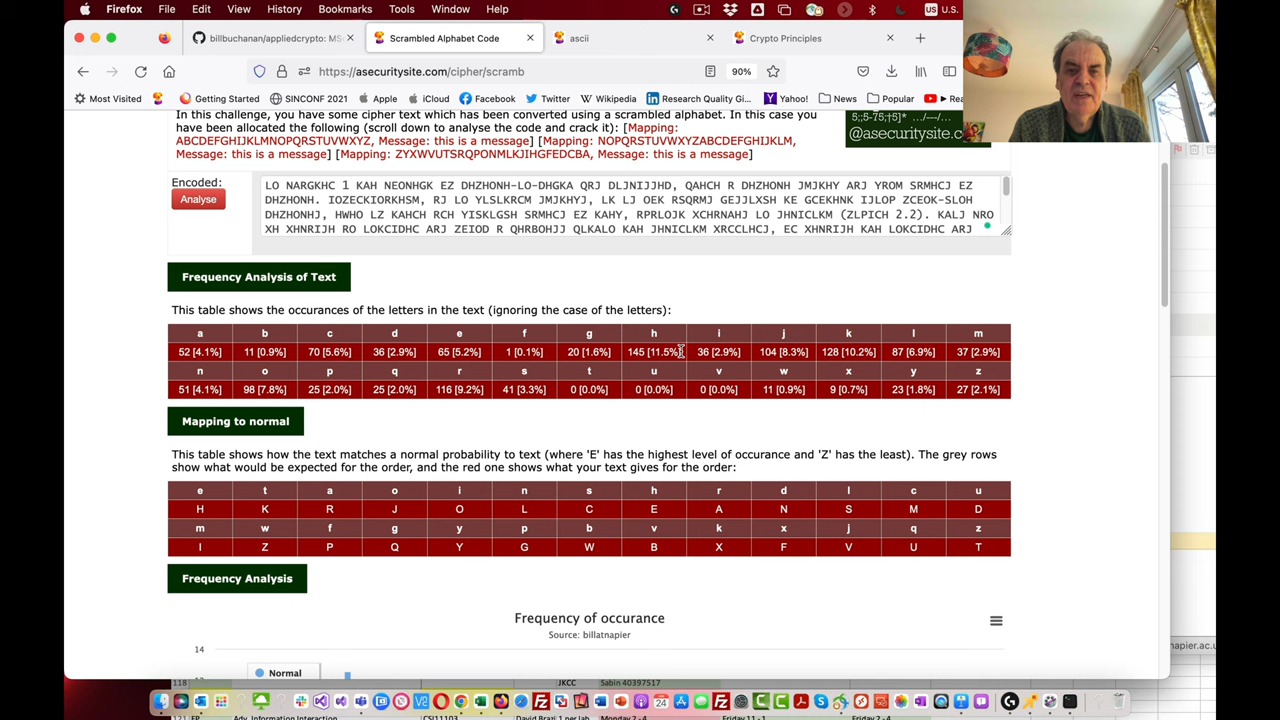 Firefox File Edit View History Bookmarks Tools Window Help U.S.
billbuchanan/appliedcrypto: MS Scrambled Alphabet Code ascii Crypto Principles
https://asecuritysite.com/cipher/scramb 90%
Most Visited Getting Started SINCONF 2021 Apple iCloud Facebook Twitter Wikipedia Research Quality Gi... Yahoo! News Popular Rea
In this challenge, you have some cipher text which has been converted using a scrambled alphabet. In this case you
have been allocated the following (scroll down to analyse the code and crack it): [Mapping:
ABCDEFGHIJKLMNOPQRSTUVWXYZ, Message: this is a message] [Mapping: NOPQRSTUVWXYZABCDEFGHIJKLM,
Message: this is a message] [Mapping: ZYXWVUTSRQPONMLKJIHGFEDCBA, Message: this is a message]
5;;5-75;†5]* .../---/...
@asecuritysite.c
Encoded:
Analyse
LO NARGKHC 1 KAH NEONHGK EZ DHZHONH-LO-DHGKA QRJ DLJNIJJHD, QAHCH R DHZHONH JMJKHY ARJ YROM SRMHCJ EZ
DHZHONH. IOZECKIORKHSM, RJ LO YLSLKRCM JMJKHYJ, LK LJ OEK RSQRMJ GEJJLXSH KE GCEKHNK IJLOP ZCEOK-SLOH
DHZHONHJ, HWHO LZ KAHCH RCH YISKLGSH SRMHCJ EZ KAHY, RPRLOJK XCHRNAHJ LO JHNICLKM (ZLPICH 2.2). KALJ NRO
XH XHNRIJH RO LOKCIDHC ARJ ZEIOD R QHRBOHJJ QLKALO KAH JHNICLKM XRCCLHCJ, EC XHNRIJH KAH LOKCIDHC ARJ
Frequency Analysis of Text
This table shows the occurances of the letters in the text (ignoring the case of the letters):
a b c d e f g h i j k l m
52 [4.1%] 11 [0.9%] 70 [5.6%] 36 [2.9%] 65 [5.2%] 1 [0.1%] 20 [1.6%] 145 [11.5%] 36 [2.9%] 104 [8.3%] 128 [10.2%] 87 [6.9%] 37 [2.9%]
n o p q r s t u v w x y z
51 [4.1%] 98 [7.8%] 25 [2.0%] 25 [2.0%] 116 [9.2%] 41 [3.3%] 0 [0.0%] 0 [0.0%] 0 [0.0%] 11 [0.9%] 9 [0.7%] 23 [1.8%] 27 [2.1%]
Mapping to normal
This table shows how the text matches a normal probability to text (where 'E' has the highest level of occurance and 'Z' has the least). The grey rows
show what would be expected for the order, and the red one shows what your text gives for the order:
e t a o i n s h r d l c u
H K R J O L C E A N S M D
m w f g y p b v k x j q z
I Z P Q Y G W B X F V U T
Frequency Analysis
Frequency of occurance
Source: billatnapier
14
Normal
napier.ac.u
118 JKCC Sabin 40397517